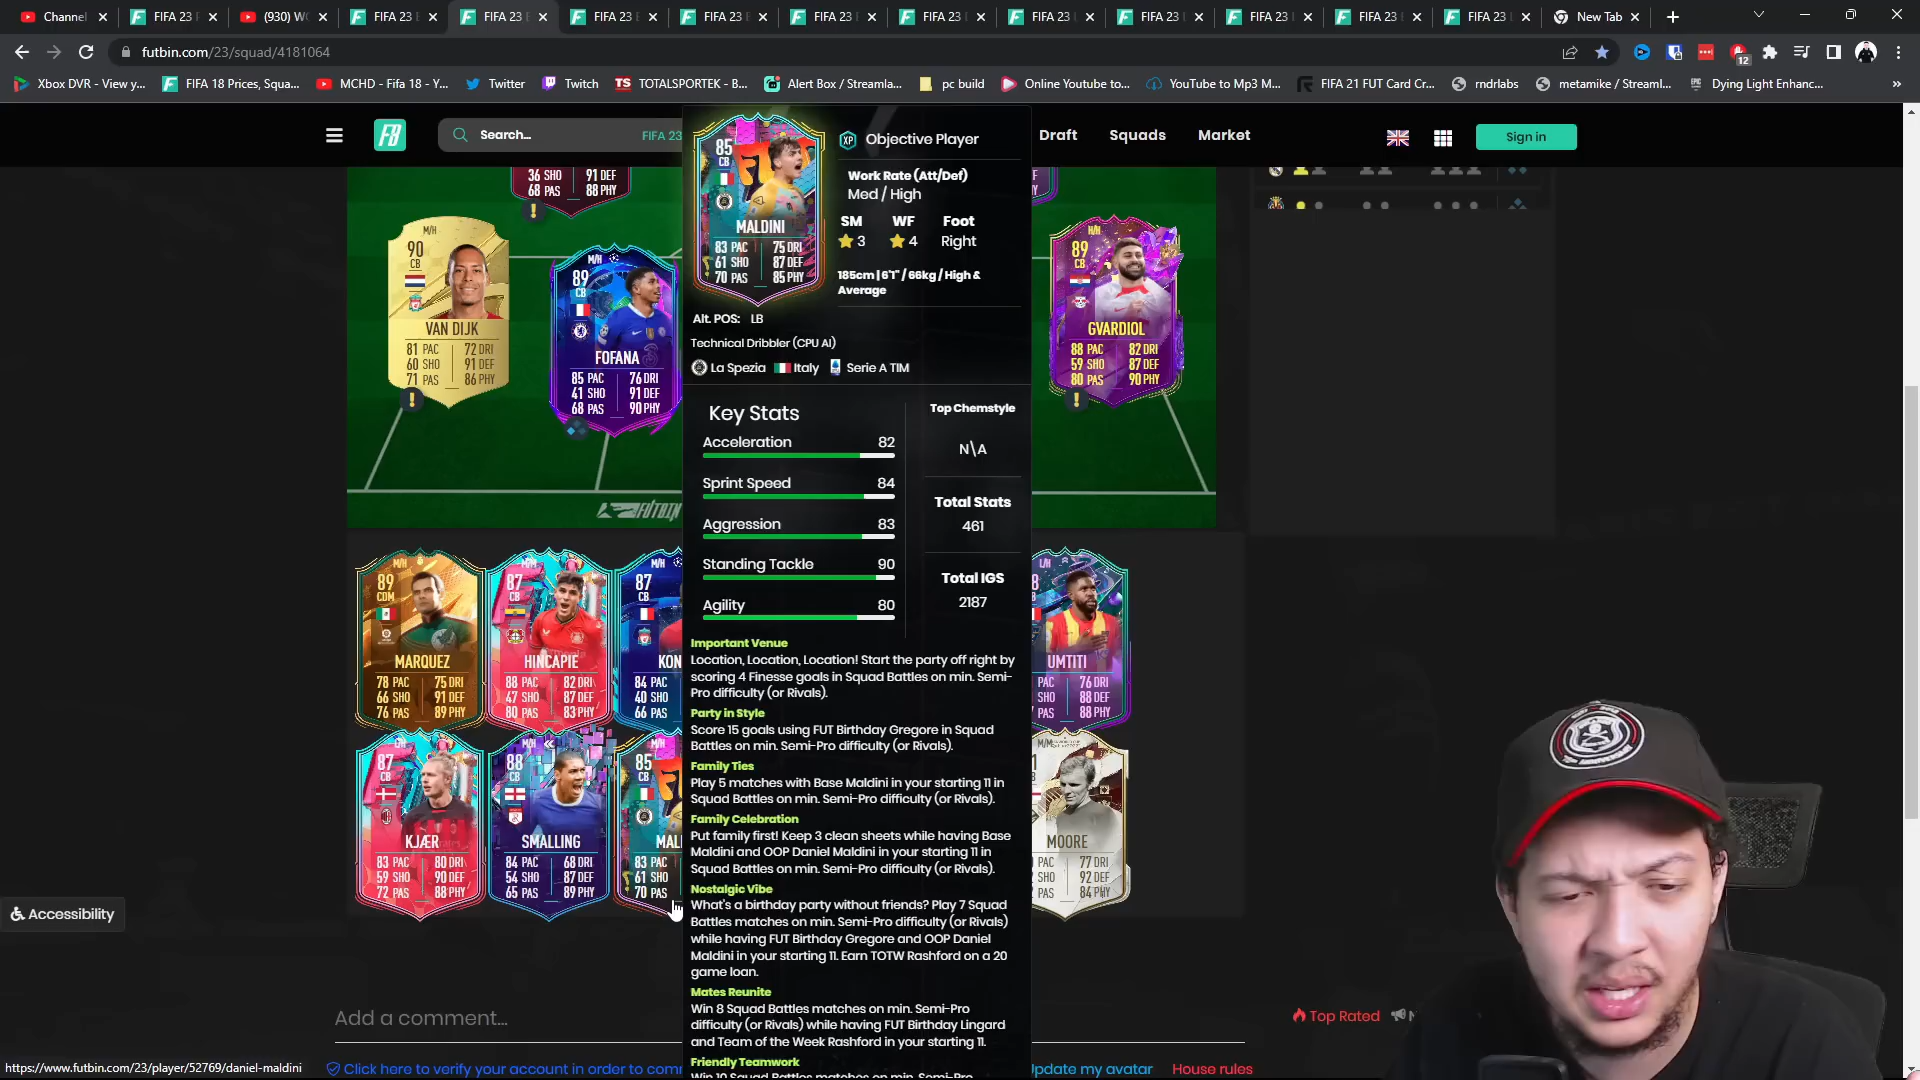 Channel
FIFA 23 F
(930) WC
FIFA 23 E
FIFA 23 E
FIFA 23 E
FIFA 23 E
FIFA 23 F
FIFA 23
FIFA 23 L
FIFA 23 L
FIFA 23 L
FIFA 23 E
FIFA 23 L
New Tab
futbin.com/23/squad/4181064
12
Xbox DVR - View y...
FIFA 18 Prices, Squa...
MCHD - Fifa 18 - Y...
Twitter
Twitch
TS TOTALSPORTEK - B...
Alert Box / Streamla...
pc build
Online Youtube to...
YouTube to Mp3 M...
FIFA 21 FUT Card Cr...
rndrlabs
metamike / Streaml...
Dying Light Enhanc...
FB
Search...
FIFA 23
Draft
Squads
Market
Sign in
36 SHO 91 DEF
68 PAS 88 PHY
90
CB
VAN DIJK
81 PAC 72 DRI
60 SHO 91 DEF
71 PAS 86 PHY
M/H
89
CB
FOFANA
85 PAC 76 DRI
41 SHO 91 DEF
68 PAS 90 PHY
FUTBIN
85
CB
MALDINI
83 PAC 75 DRI
61 SHO 87 DEF
70 PAS 85 PHY
XP Objective Player
Work Rate (Att/Def)
Med / High
SM WF Foot
3 4 Right
185cm | 6'1" / 66kg / High &
Average
Alt. POS: LB
Technical Dribbler (CPU AI)
La Spezia Italy Serie A TIM
Key Stats
Acceleration 82
Sprint Speed 84
Aggression 83
Standing Tackle 90
Agility 80
Top Chemstyle
N\A
Total Stats
461
Total IGS
2187
Important Venue
Location, Location, Location! Start the party off right by
scoring 4 Finesse goals in Squad Battles on min. Semi-
Pro difficulty (or Rivals).
Party in Style
Score 15 goals using FUT Birthday Gregore in Squad
Battles on min. Semi-Pro difficulty (or Rivals).
Family Ties
Play 5 matches with Base Maldini in your starting 11 in
Squad Battles on min. Semi-Pro difficulty (or Rivals).
Family Celebration
Put family first! Keep 3 clean sheets while having Base
Maldini and OOP Daniel Maldini in your starting 11 in
Squad Battles on min. Semi-Pro difficulty (or Rivals).
Nostalgic Vibe
What's a birthday party without friends? Play 7 Squad
Battles matches on min. Semi-Pro difficulty (or Rivals)
while having FUT Birthday Gregore and OOP Daniel
Maldini in your starting 11. Earn TOTW Rashford on a 20
game loan.
Mates Reunite
Win 8 Squad Battles matches on min. Semi-Pro
difficulty (or Rivals) while having FUT Birthday Lingard
and Team of the Week Rashford in your starting 11.
Friendly Teamwork
Win 10 Squad Battles matches on min. Semi-Pro
89
CB
GVARDIOL
88 PAC 82 DRI
59 SHO 87 DEF
80 PAS 90 PHY
89
CDM
MARQUEZ
78 PAC 75 DRI
66 SHO 91 DEF
76 PAS 89 PHY
87
CB
HINCAPIE
88 PAC 82 DRI
47 SHO 87 DEF
80 PAS 83 PHY
87
CB
KON
84 PAC
40 SHO
66 PAS
L/H
UMTITI
PAC 76 DRI
SHO 88 DEF
PAS 88 PHY
87
CB
KJÆR
83 PAC 80 DRI
59 SHO 90 DEF
72 PAS 88 PHY
88
CB
SMALLING
84 PAC 68 DRI
54 SHO 87 DEF
65 PAS 89 PHY
M/H
85
CB
MAL
83 PAC
61 SHO
70 PAS
MOORE
PAC 77 DRI
SHO 92 DEF
PAS 84 PHY
Accessibility
Add a comment...
Top Rated
https://www.futbin.com/23/player/52769/daniel-maldini
Click here to verify your account in order to com
Update my avatar
House rules